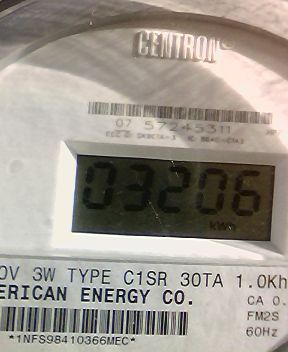 CENTRON®
07 57245311
03206
kWh
0V 3W TYPE C1SR 30TA 1.0Kh
ERICAN ENERGY CO.
CA 0.
FM2S
60Hz
*1NFS98410366MEC*